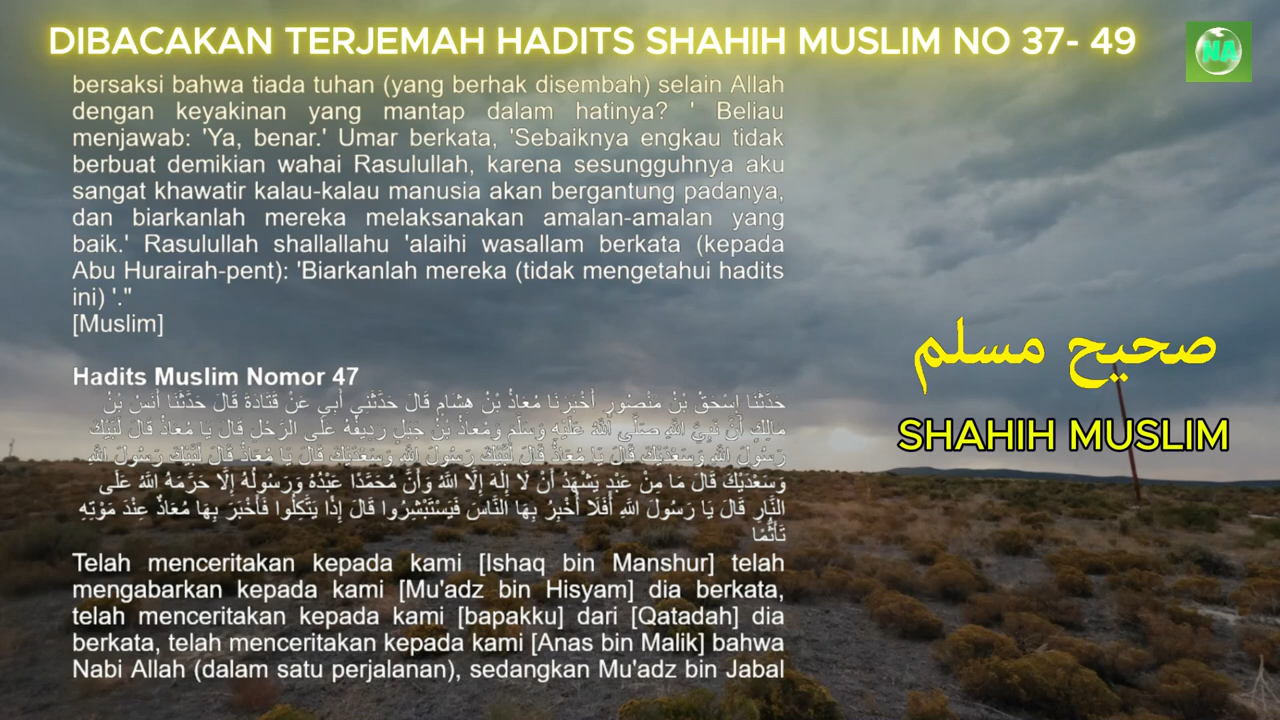 DIBACAKAN TERJEMAH HADITS SHAHIH MUSLIM NO 37- 49
NA
bersaksi bahwa tiada tuhan (yang berhak disembah) selain Allah
dengan keyakinan yang mantap dalam hatinya? ' Beliau
menjawab: 'Ya, benar.' Umar berkata, 'Sebaiknya engkau tidak
berbuat demikian wahai Rasulullah, karena sesungguhnya aku
sangat khawatir kalau-kalau manusia akan bergantung padanya,
dan biarkanlah mereka melaksanakan amalan-amalan yang
baik.' Rasulullah shallallahu 'alaihi wasallam berkata (kepada
Abu Hurairah-pent): 'Biarkanlah mereka (tidak mengetahui hadits
ini) '."
[Muslim]
Hadits Muslim Nomor 47
حَدَّثَنَا إِسْحَقُ بْنُ مَنْصُورٍ أَخْبَرَنَا مُعَاذُ بْنُ هِشَامٍ قَالَ حَدَّثَنِي أَبِي عَنْ قَتَادَةَ قَالَ حَدَّثَنَا أَنَسُ بْنُ
مَالِكٍ أَنَّ نَبِيَّ اللَّهِ صَلَّى اللَّهُ عَلَيْهِ وَسَلَّمَ وَمُعَاذُ بْنُ جَبَلٍ رَدِيفُهُ عَلَى الرَّحْلِ قَالَ يَا مُعَاذُ قَالَ لَبَّيْكَ
رَسُولَ اللَّهِ وَسَعْدَيْكَ قَالَ يَا مُعَاذُ قَالَ لَبَّيْكَ رَسُولَ اللَّهِ وَسَعْدَيْكَ قَالَ يَا مُعَاذُ قَالَ لَبَّيْكَ رَسُولَ اللَّهِ
وَسَعْدَيْكَ قَالَ مَا مِنْ عَبْدٍ يَشْهَدُ أَنْ لَا إِلَهَ إِلَّا اللَّهُ وَأَنَّ مُحَمَّدًا عَبْدُهُ وَرَسُولُهُ إِلَّا حَرَّمَهُ اللَّهُ عَلَى
النَّارِ قَالَ يَا رَسُولَ اللَّهِ أَفَلَا أُخْبِرُ بِهَا النَّاسَ فَيَسْتَبْشِرُوا قَالَ إِذًا يَتَّكِلُوا فَأَخْبَرَ بِهَا مُعَاذٌ عِنْدَ مَوْتِهِ
تَأَثُّمًا
Telah menceritakan kepada kami [Ishaq bin Manshur] telah
mengabarkan kepada kami [Mu'adz bin Hisyam] dia berkata,
telah menceritakan kepada kami [bapakku] dari [Qatadah] dia
berkata, telah menceritakan kepada kami [Anas bin Malik] bahwa
Nabi Allah (dalam satu perjalanan), sedangkan Mu'adz bin Jabal
صحيح مسلم
SHAHIH MUSLIM